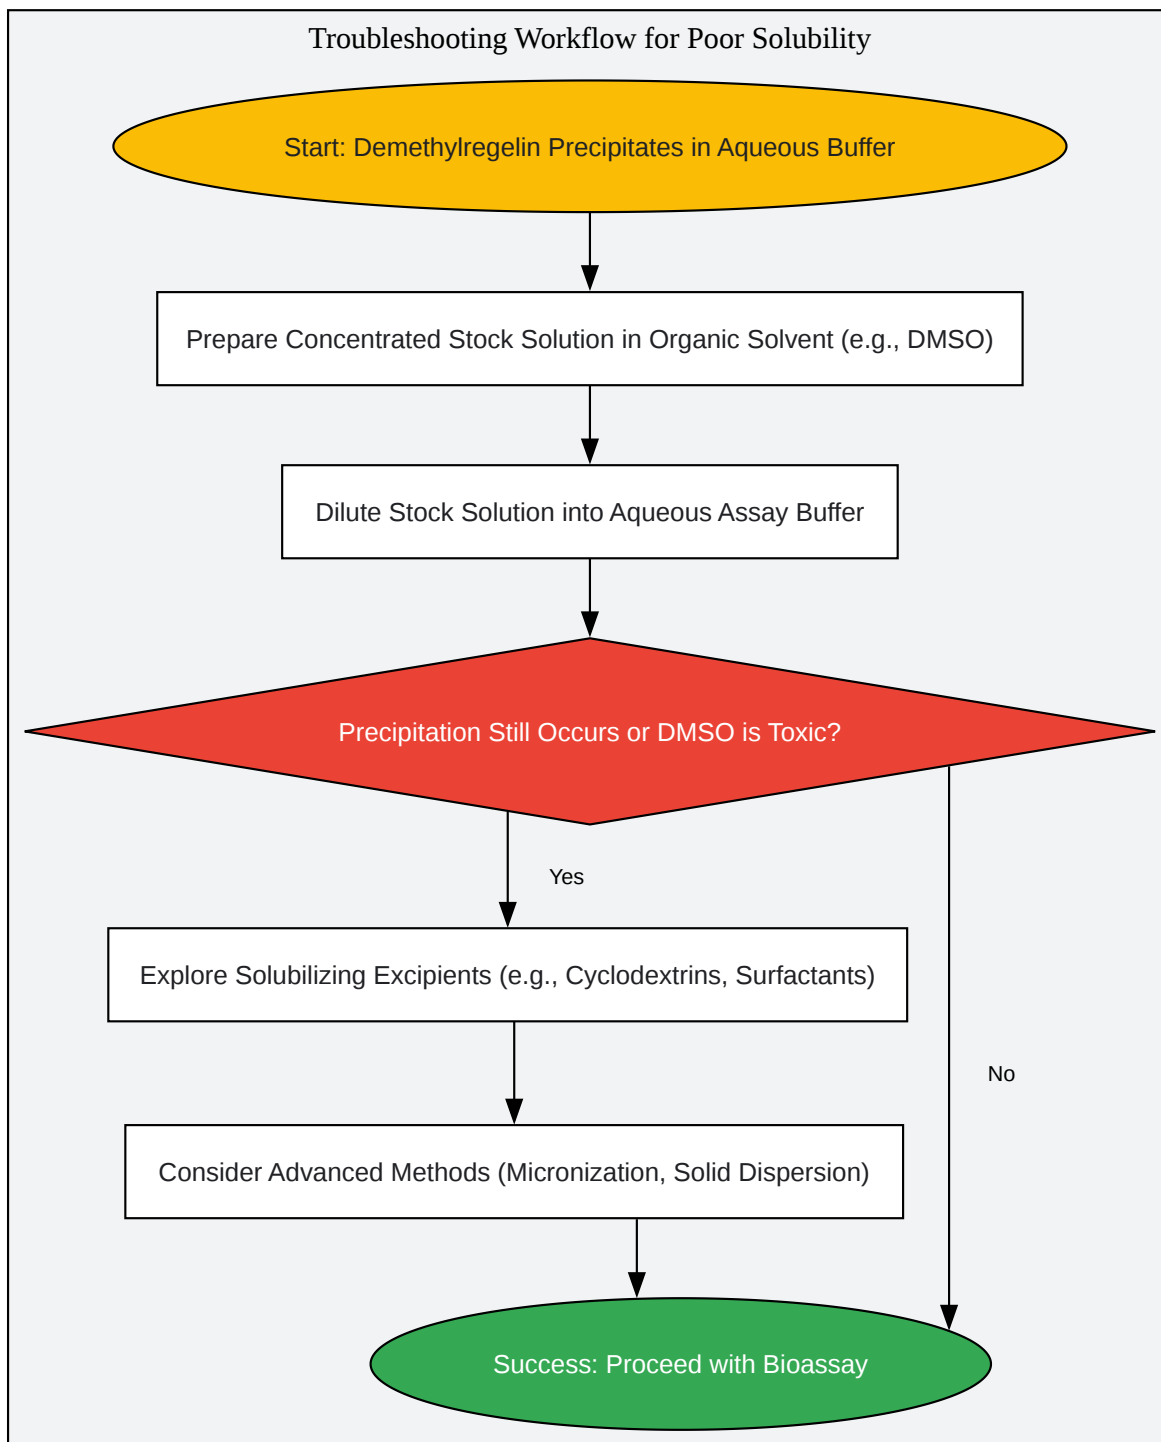 Troubleshooting Workflow for Poor Solubility
Start: Demethylregelin Precipitates in Aqueous Buffer
Prepare Concentrated Stock Solution in Organic Solvent (e.g., DMSO)
Dilute Stock Solution into Aqueous Assay Buffer
Precipitation Still Occurs or DMSO is Toxic?
Yes
Explore Solubilizing Excipients (e.g., Cyclodextrins, Surfactants)
No
Consider Advanced Methods (Micronization, Solid Dispersion)
Success: Proceed with Bioassay